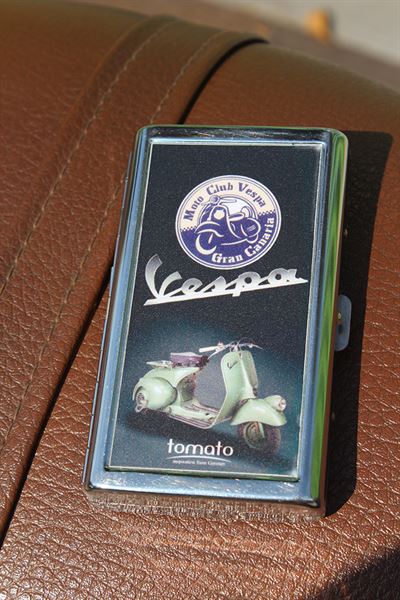 Moto Club Vespa
Gran Canaria
Vespa
tomato